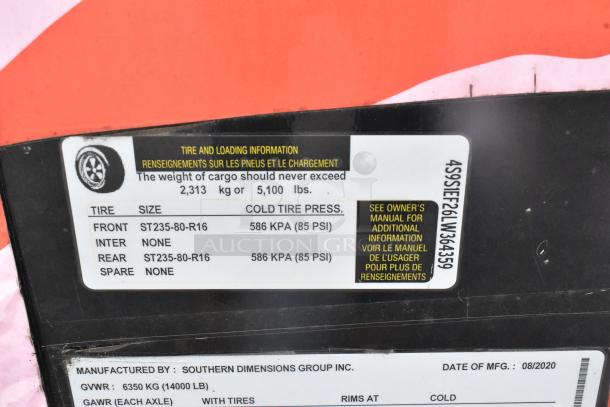 TIRE AND LOADING INFORMATION
RENSEIGNEMENTS SUR LES PNEUS ET LE CHARGEMENT
The weight of cargo should never exceed
2,313 kg or 5,100 lbs.
TIRE SIZE COLD TIRE PRESS.
FRONT ST235-80-R16 586 KPA (85 PSI)
INTER NONE
REAR ST235-80-R16 586 KPA (85 PSI)
SPARE NONE
SEE OWNER'S
MANUAL FOR
ADDITIONAL
INFORMATION
VOIR LE MANUEL
DE L'USAGER
POUR PLUS DE
RENSEIGNEMENTS
4S9S1EF26LW364359
AUCTION GROUP
MANUFACTURED BY : SOUTHERN DIMENSIONS GROUP INC. DATE OF MFG. : 08/2020
GVWR : 6350 KG (14000 LB)
GAWR (EACH AXLE) WITH TIRES RIMS AT COLD